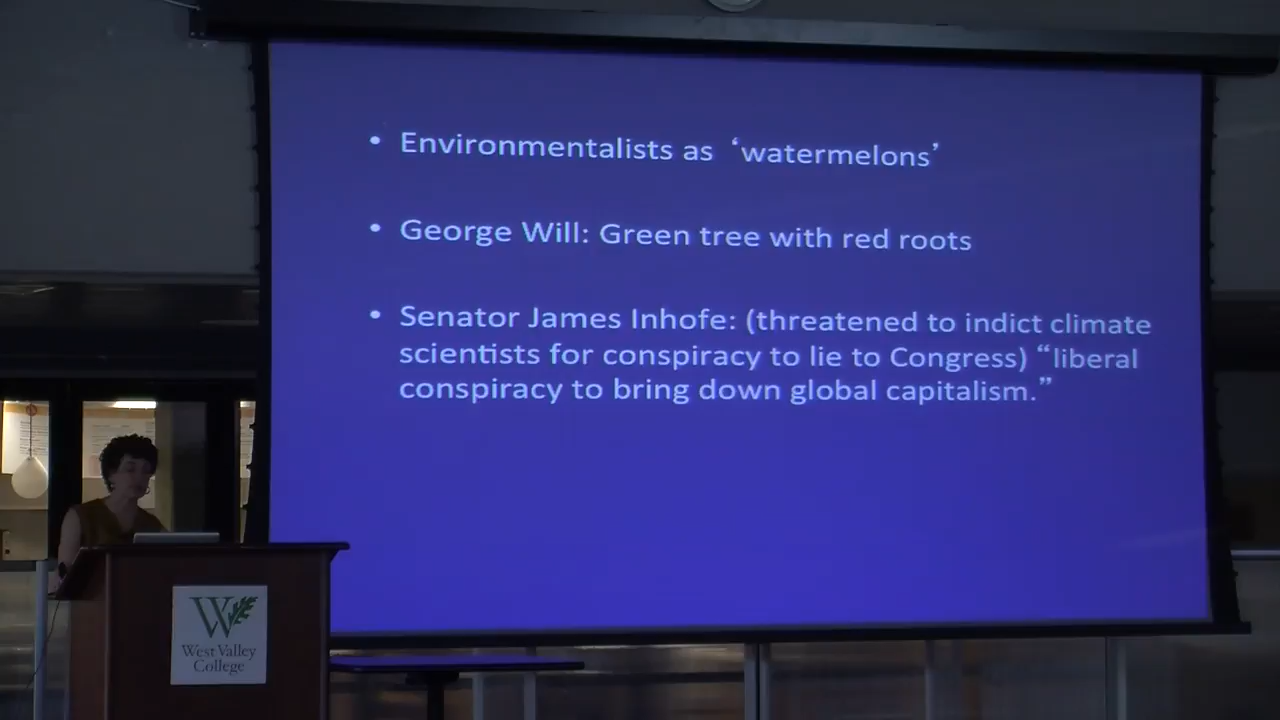 • Environmentalists as ‘watermelons’
• George Will: Green tree with red roots
• Senator James Inhofe: (threatened to indict climate
scientists for conspiracy to lie to Congress) “liberal
conspiracy to bring down global capitalism.”
W
West Valley
College